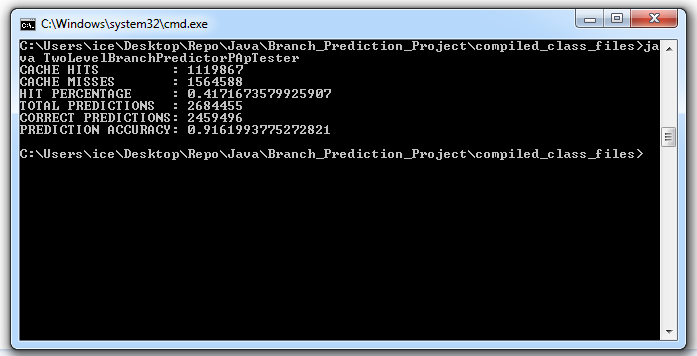 C:\Windows\system32\cmd.exe
C:\Users\ice\Desktop\Repo\Java\Branch_Prediction_Project\compiled_class_files>ja
va TwoLevelBranchPredictorPApTester
CACHE HITS         : 1119867
CACHE MISSES       : 1564588
HIT PERCENTAGE     : 0.4171673579925907
TOTAL PREDICTIONS  : 2684455
CORRECT PREDICTIONS: 2459496
PREDICTION ACCURACY: 0.9161993775272821
C:\Users\ice\Desktop\Repo\Java\Branch_Prediction_Project\compiled_class_files>